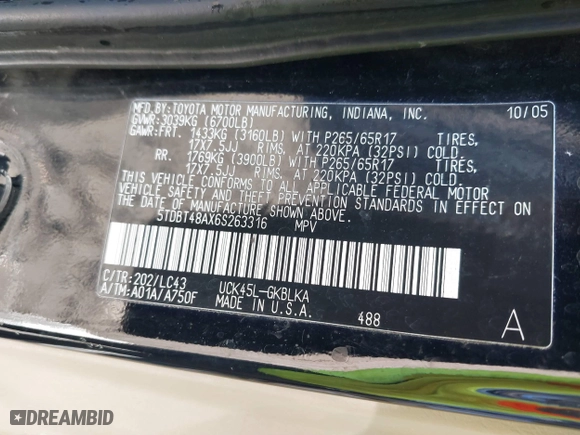 MFD.BY:TOYOTA MOTOR MANUFACTURING, INDIANA, INC. 10/05
GVWR:3039KG (6700LB)
GAWR:FRT. 1433KG (3160LB) WITH P265/65R17 TIRES,
17X7.5JJ RIMS, AT 220KPA (32PSI) COLD.
RR. 1769KG (3900LB) WITH P265/65R17 TIRES,
17X7.5JJ RIMS, AT 220KPA (32PSI) COLD.
THIS VEHICLE CONFORMS TO ALL APPLICABLE FEDERAL MOTOR
VEHICLE SAFETY AND THEFT PREVENTION STANDARDS IN EFFECT ON
THE DATE OF MANUFACTURE SHOWN ABOVE.
5TDBT48AX6S263316 MPV
C/TR:202/LC43 UCK45L-GKBLKA
A/TM:A01A/A750F MADE IN U.S.A. 488 A
DREAMBID